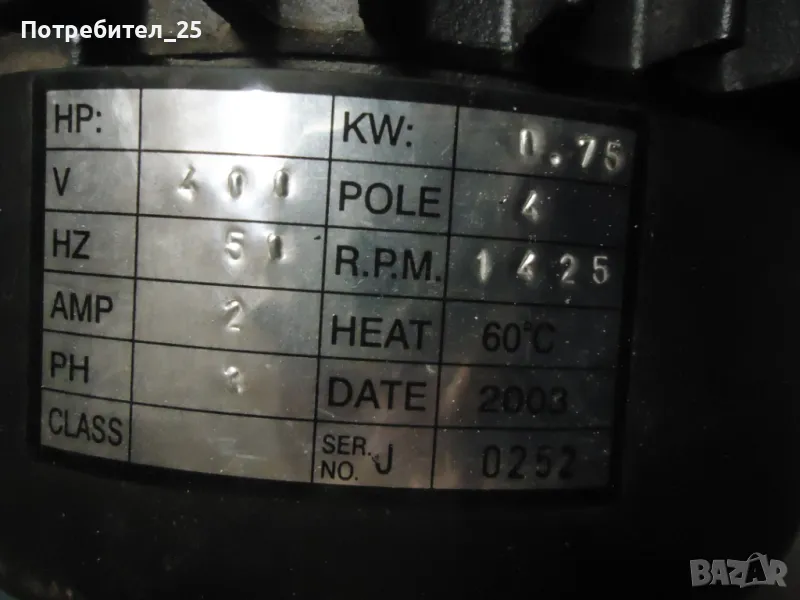 Потребител_25
HP: KW: 0.75
V 400 POLE 4
HZ 50 R.P.M. 1425
AMP 2 HEAT 60°C
PH 3 DATE 2003
CLASS SER. NO. J 0252
BAZAR